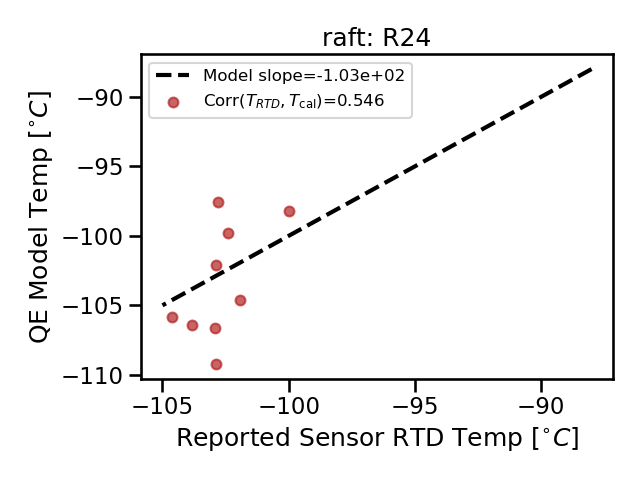 raft: R24
Model slope=-1.03e+02
Corr(T_RTD, T_cal)=0.546
QE Model Temp [°C]
−90
−95
−100
−105
−110
−105
−100
−95
−90
Reported Sensor RTD Temp [°C]